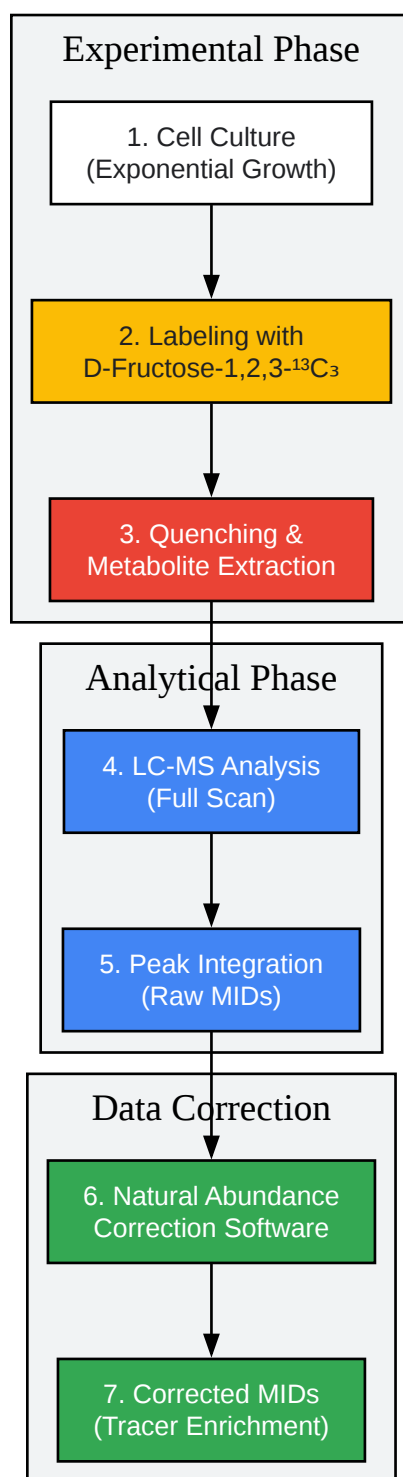 Experimental Phase
1. Cell Culture
(Exponential Growth)
2. Labeling with
D-Fructose-1,2,3-¹³C₃
3. Quenching &
Metabolite Extraction
Analytical Phase
4. LC-MS Analysis
(Full Scan)
5. Peak Integration
(Raw MIDs)
Data Correction
6. Natural Abundance
Correction Software
7. Corrected MIDs
(Tracer Enrichment)